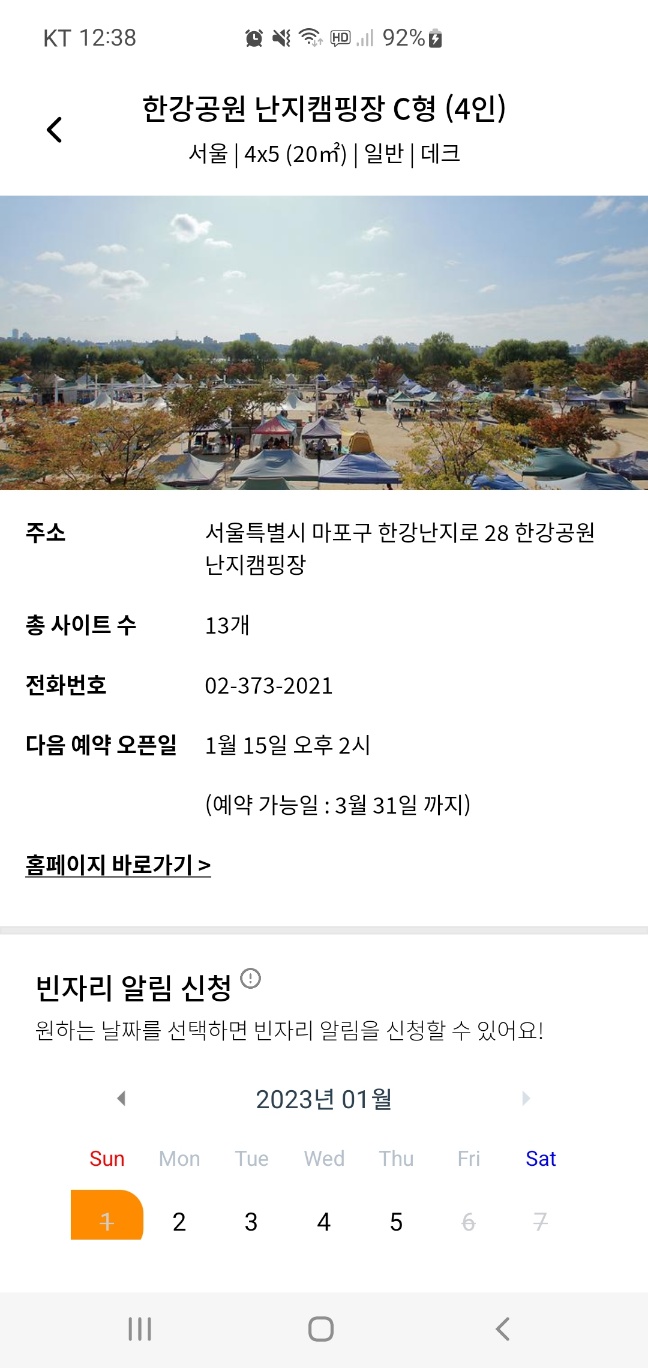 KT 12:38
HD 92%
한강공원 난지캠핑장 C형 (4인)
서울 | 4x5 (20㎡) | 일반 | 데크
주소 서울특별시 마포구 한강난지로 28 한강공원
난지캠핑장
총 사이트 수 13개
전화번호 02-373-2021
다음 예약 오픈일 1월 15일 오후 2시
(예약 가능일 : 3월 31일 까지)
홈페이지 바로가기 >
빈자리 알림 신청
원하는 날짜를 선택하면 빈자리 알림을 신청할 수 있어요!
2023년 01월
Sun Mon Tue Wed Thu Fri Sat
1 2 3 4 5 6 7